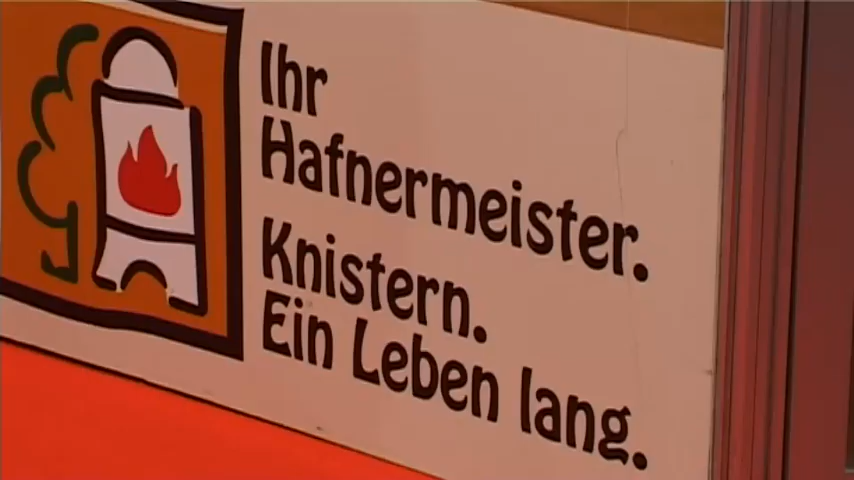 Ihr
Hafnermeister.
Knistern.
Ein Leben lang.